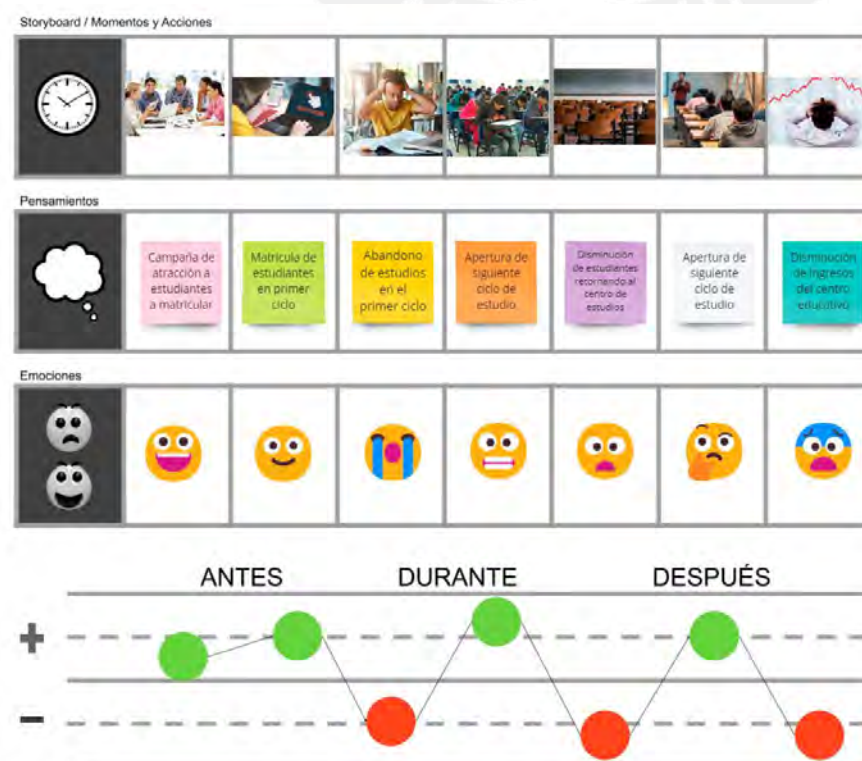 Storyboard / Momentos y Acciones
Pensamientos
Campaña de
atracción a
estudiantes
a matricular
Matricula de
estudiantes
en primer
ciclo
Abandono
de estudios
en el
primer ciclo
Apertura de
siguiente
ciclo de
estudio
Disminución
de estudiantes
retornando al
centro de
estudios
Apertura de
siguiente
ciclo de
estudio
Disminución
de ingresos
del centro
educativo
Emociones
ANTES
DURANTE
DESPUÉS
+
-